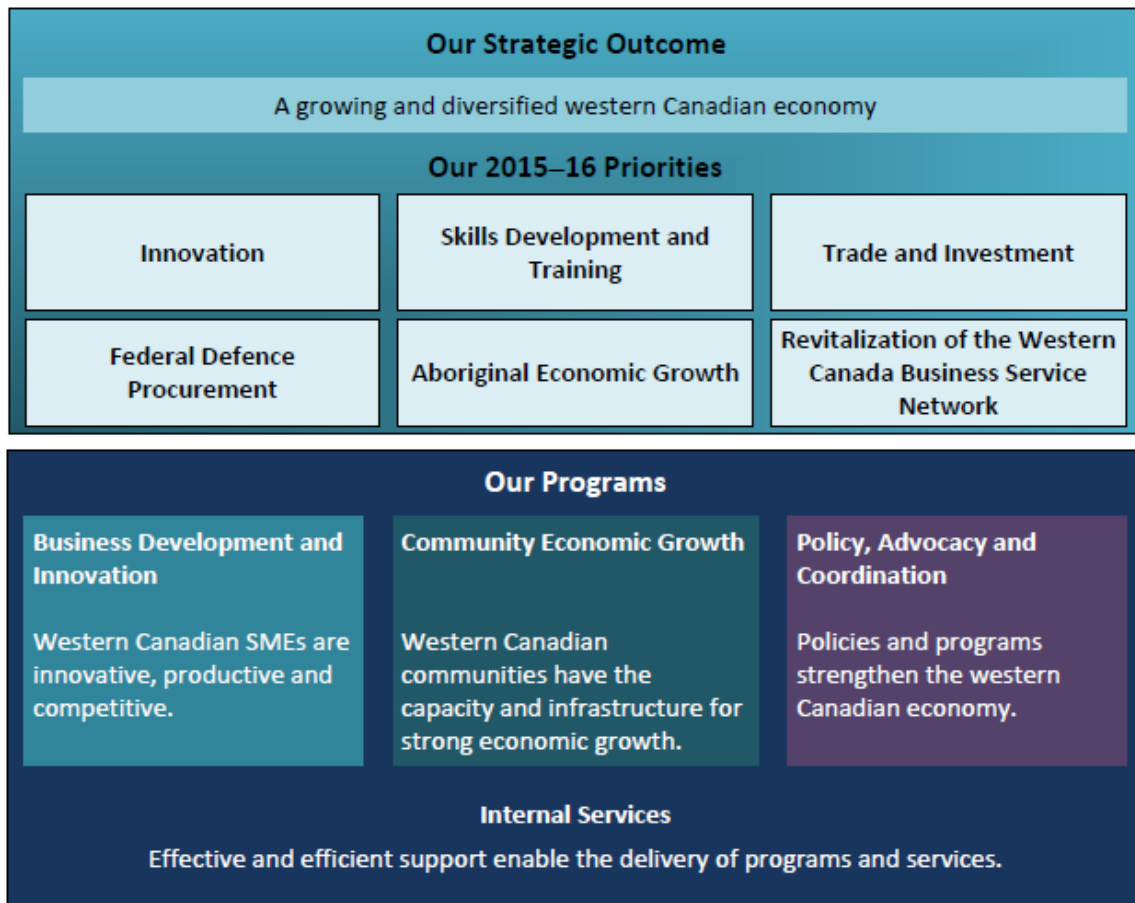 Our Strategic Outcome
A growing and diversified western Canadian economy
Our 2015–16 Priorities
Innovation
Skills Development and
Training
Trade and Investment
Federal Defence
Procurement
Aboriginal Economic Growth
Revitalization of the Western
Canada Business Service
Network
Our Programs
Business Development and
Innovation
Western Canadian SMEs are
innovative, productive and
competitive.
Community Economic Growth
Western Canadian
communities have the
capacity and infrastructure for
strong economic growth.
Policy, Advocacy and
Coordination
Policies and programs
strengthen the western
Canadian economy.
Internal Services
Effective and efficient support enable the delivery of programs and services.